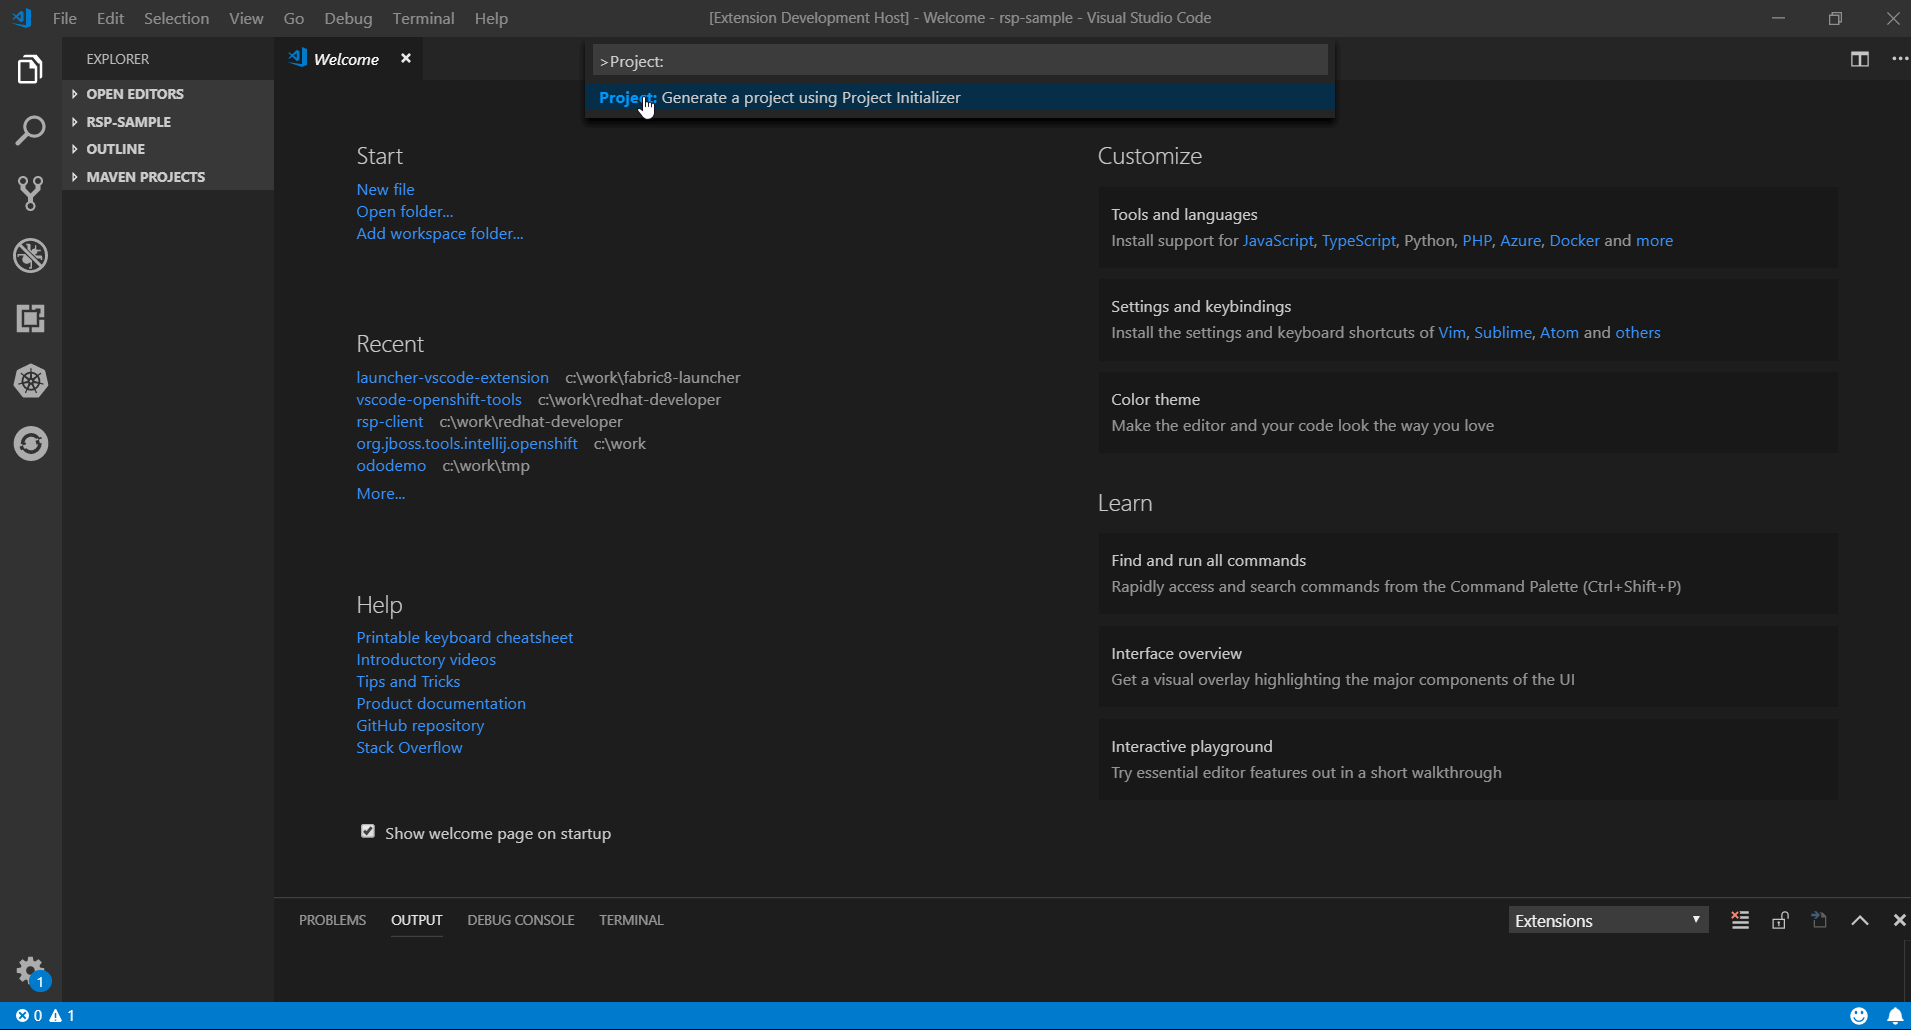 File Edit Selection View Go Debug Terminal Help
[Extension Development Host] - Welcome - rsp-sample - Visual Studio Code
EXPLORER
OPEN EDITORS
RSP-SAMPLE
OUTLINE
MAVEN PROJECTS
Welcome
>Project:
Project: Generate a project using Project Initializer
Start
New file
Open folder...
Add workspace folder...
Recent
launcher-vscode-extension c:\work\fabric8-launcher
vscode-openshift-tools c:\work\redhat-developer
rsp-client c:\work\redhat-developer
org.jboss.tools.intellij.openshift c:\work
ododemo c:\work\tmp
More...
Help
Printable keyboard cheatsheet
Introductory videos
Tips and Tricks
Product documentation
GitHub repository
Stack Overflow
Show welcome page on startup
Customize
Tools and languages
Install support for JavaScript, TypeScript, Python, PHP, Azure, Docker and more
Settings and keybindings
Install the settings and keyboard shortcuts of Vim, Sublime, Atom and others
Color theme
Make the editor and your code look the way you love
Learn
Find and run all commands
Rapidly access and search commands from the Command Palette (Ctrl+Shift+P)
Interface overview
Get a visual overlay highlighting the major components of the UI
Interactive playground
Try essential editor features out in a short walkthrough
PROBLEMS OUTPUT DEBUG CONSOLE TERMINAL
Extensions
1
0 1